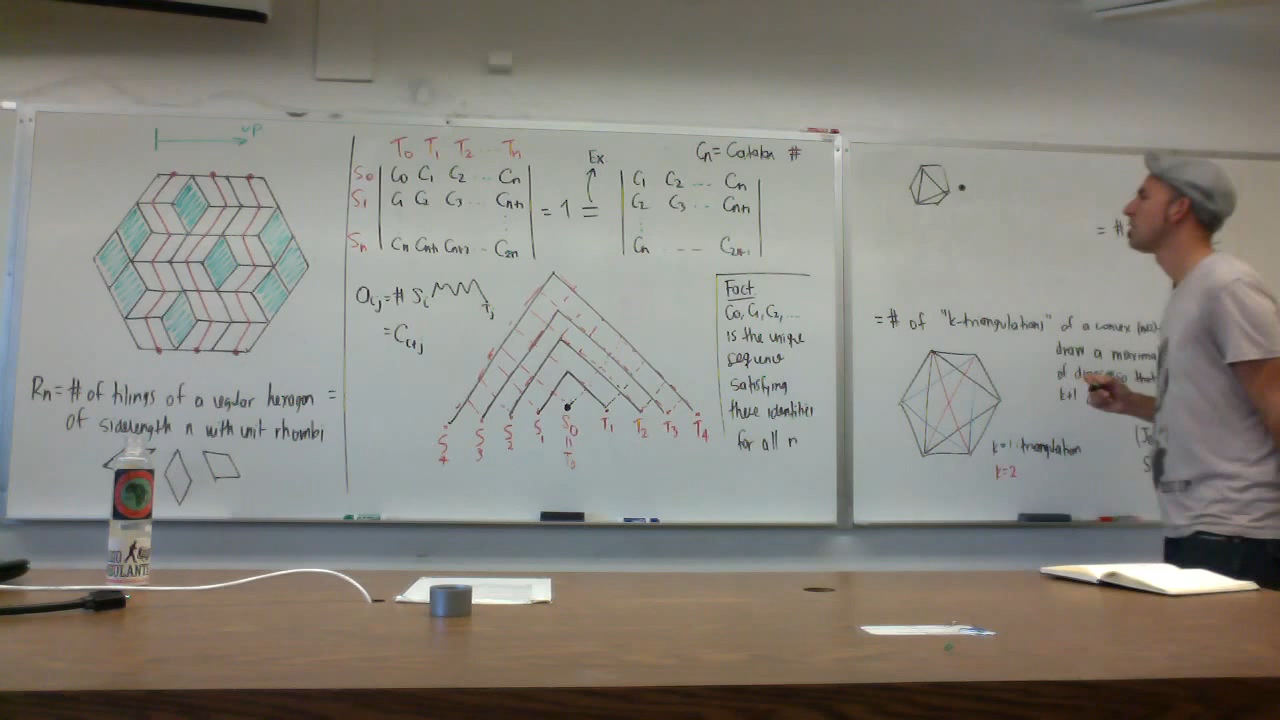 up
Rn = # of tilings of a regular hexagon =
of sidelength n with unit rhombi
T0 T1 T2 ... Tn
S0 C0 C1 C2 ... Cn
S1 C1 C2 C3 ... Cn+1
Sn Cn Cn+1 Cn+2 ... C2n
= 1 =
Ex
Cn = Catalan #
C1 C2 ... Cn
C2 C3 ... Cn+1
Cn ... C2n+1
aij = # Si Tj
= Ci+j
S4 S3 S2 S1 S0 T1 T2 T3 T4
=
T0
Fact
C0, C1, C2, ...
is the unique
sequence
satisfying
these identities
for all n
= #
= # of "k-triangulations" of a convex
draw a maxima
of
k+1
k=1 triangulation
k=2